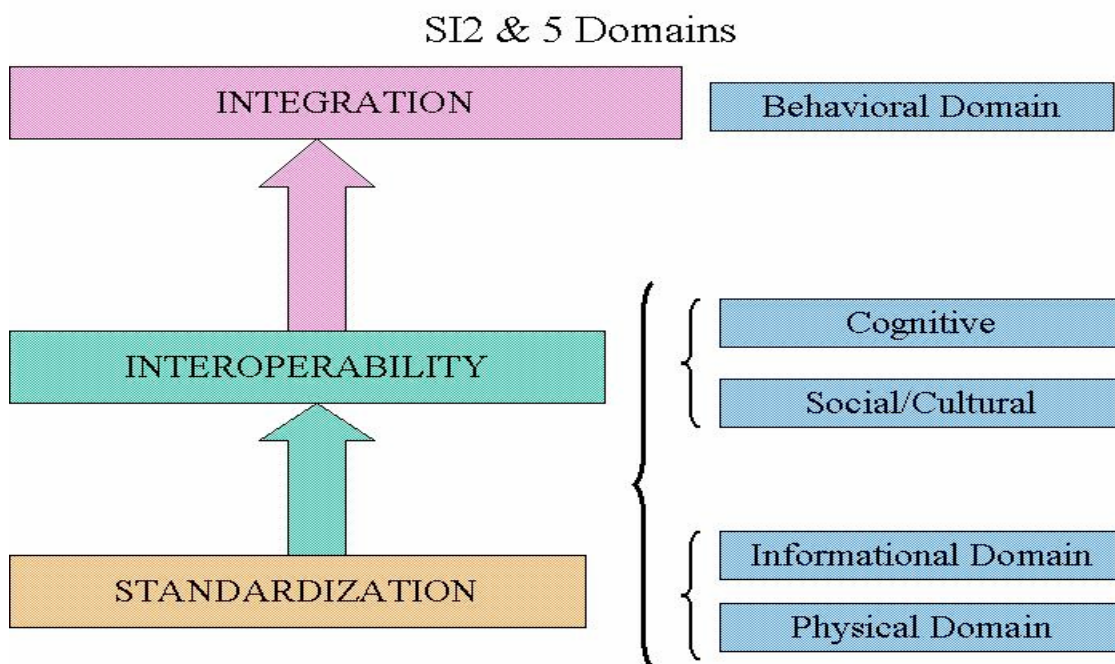 SI2 & 5 Domains
INTEGRATION
Behavioral Domain
INTEROPERABILITY
Cognitive
Social/Cultural
STANDARDIZATION
Informational Domain
Physical Domain